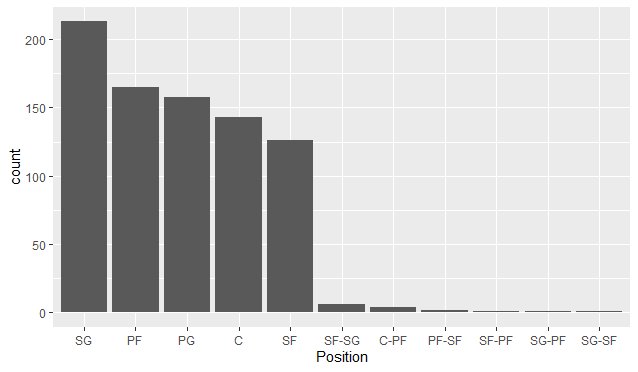 count
200
150
100
50
0
SG PF PG C SF SF-SG C-PF PF-SF SF-PF SG-PF SG-SF
Position